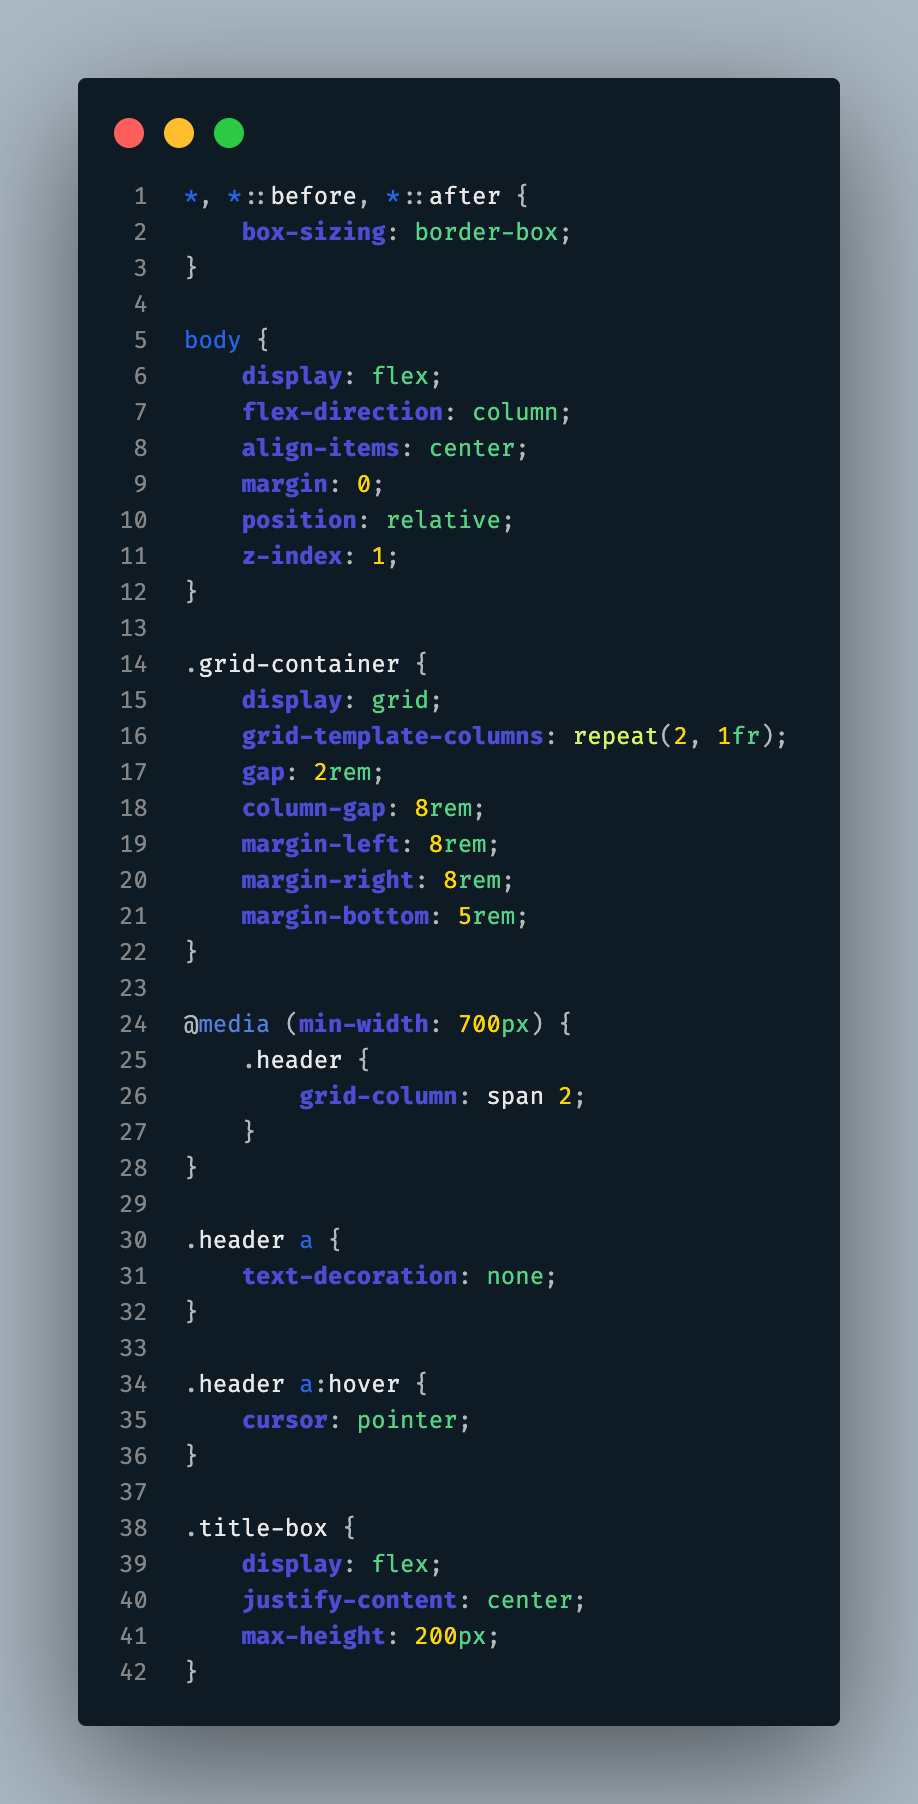 1 *, *::before, *::after {
2     box-sizing: border-box;
3 }
4
5 body {
6     display: flex;
7     flex-direction: column;
8     align-items: center;
9     margin: 0;
10     position: relative;
11     z-index: 1;
12 }
13
14 .grid-container {
15     display: grid;
16     grid-template-columns: repeat(2, 1fr);
17     gap: 2rem;
18     column-gap: 8rem;
19     margin-left: 8rem;
20     margin-right: 8rem;
21     margin-bottom: 5rem;
22 }
23
24 @media (min-width: 700px) {
25     .header {
26         grid-column: span 2;
27     }
28 }
29
30 .header a {
31     text-decoration: none;
32 }
33
34 .header a:hover {
35     cursor: pointer;
36 }
37
38 .title-box {
39     display: flex;
40     justify-content: center;
41     max-height: 200px;
42 }